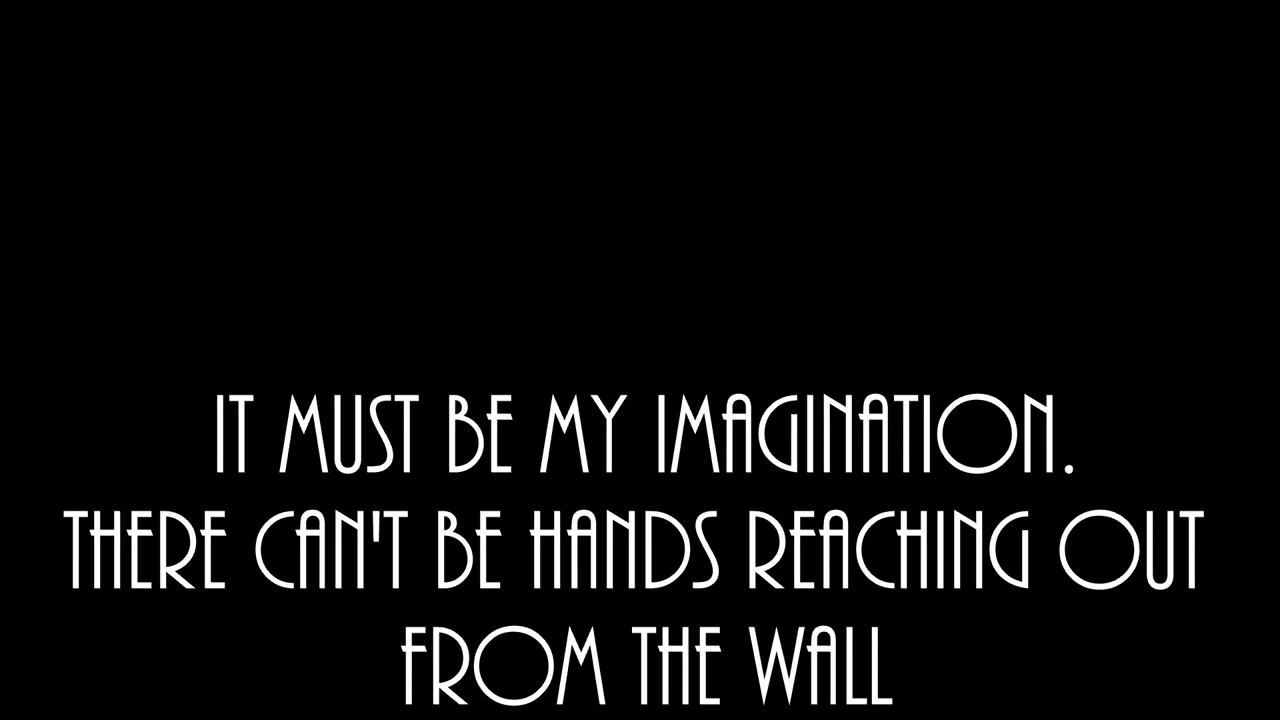 IT MUST BE MY IMAGINATION.
THERE CAN'T BE HANDS REACHING OUT
FROM THE WALL